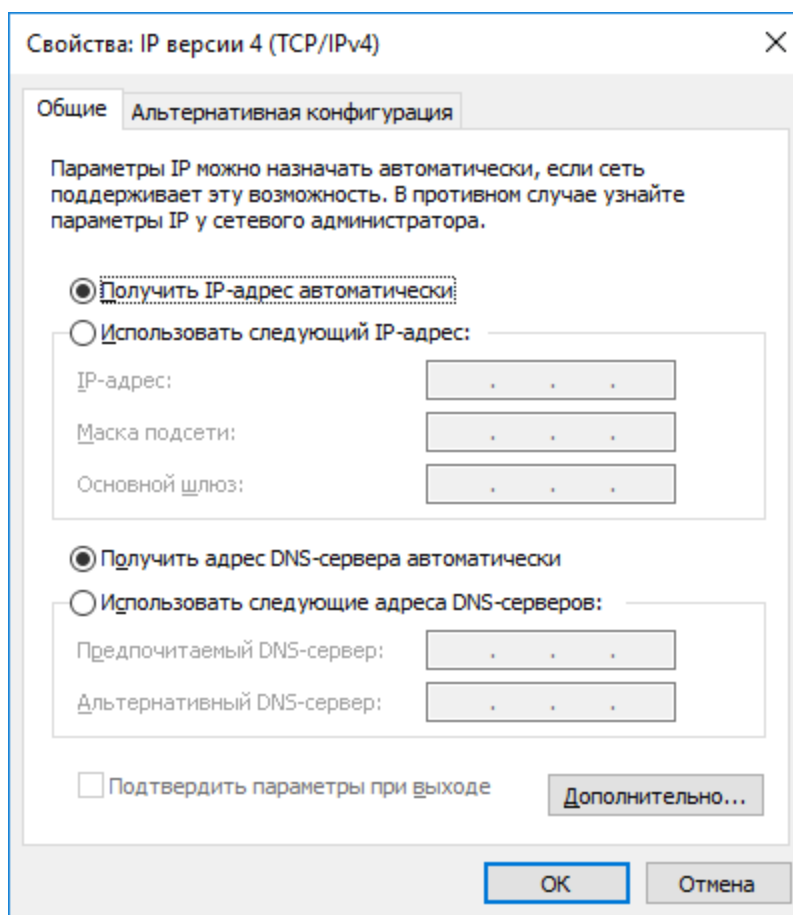 Свойства: IP версии 4 (TCP/IPv4)
Общие
Альтернативная конфигурация
Параметры IP можно назначать автоматически, если сеть
поддерживает эту возможность. В противном случае узнайте
параметры IP у сетевого администратора.
Получить IP-адрес автоматически
Использовать следующий IP-адрес:
IP-адрес:
Маска подсети:
Основной шлюз:
Получить адрес DNS-сервера автоматически
Использовать следующие адреса DNS-серверов:
Предпочитаемый DNS-сервер:
Альтернативный DNS-сервер:
Подтвердить параметры при выходе
Дополнительно...
ОК
Отмена